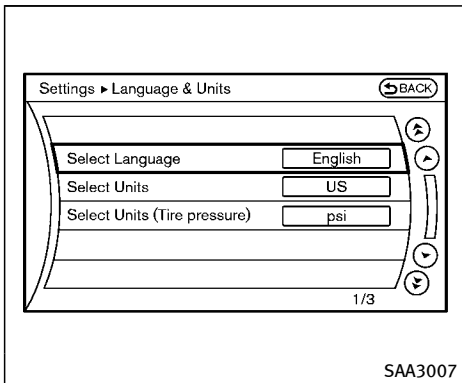 Settings ▸ Language & Units
BACK
Select Language English
Select Units US
Select Units (Tire pressure) psi
1/3
SAA3007